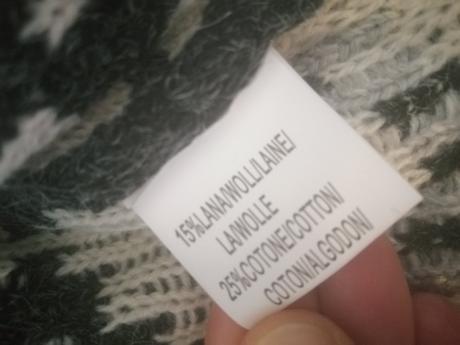 15%LANA/WOLL/LAINE/
LA/WOLLE
25%COTONE/COTTON/
COTON/ALGODON/